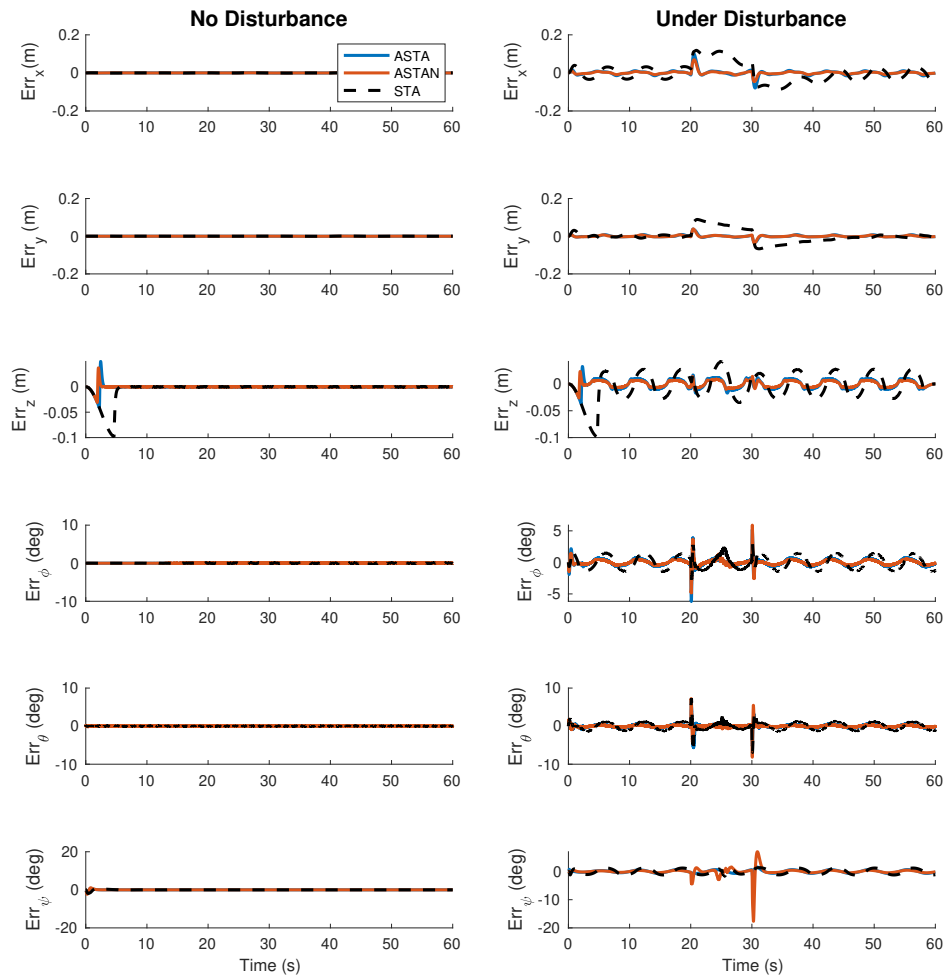 No Disturbance
Under Disturbance
Err_x (m)
0.2
0
-0.2
0 10 20 30 40 50 60
ASTA
ASTAN
STA
Err_x (m)
0.2
0
-0.2
0 10 20 30 40 50 60
Err_y (m)
0.2
0
-0.2
0 10 20 30 40 50 60
Err_y (m)
0.2
0
-0.2
0 10 20 30 40 50 60
Err_z (m)
0
-0.05
-0.1
0 10 20 30 40 50 60
Err_z (m)
0
-0.05
-0.1
0 10 20 30 40 50 60
Err_ϕ (deg)
10
0
-10
0 10 20 30 40 50 60
Err_ϕ (deg)
5
0
-5
0 10 20 30 40 50 60
Err_θ (deg)
10
0
-10
0 10 20 30 40 50 60
Err_θ (deg)
10
0
-10
0 10 20 30 40 50 60
Err_ψ (deg)
20
0
-20
0 10 20 30 40 50 60
Time (s)
Err_ψ (deg)
0
-10
-20
0 10 20 30 40 50 60
Time (s)